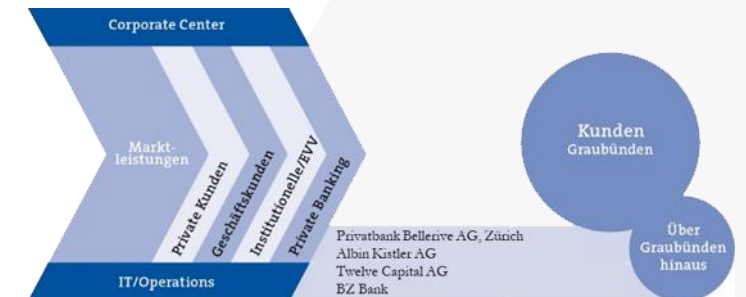 Corporate Center
Markt-
leistungen
Private Kunden
Geschäftskunden
Institutionelle/EVV
Private Banking
IT/Operations
Privatbank Bellerive AG, Zürich
Albin Kistler AG
Twelve Capital AG
BZ Bank
Kunden
Graubünden
Über
Graubünden
hinaus